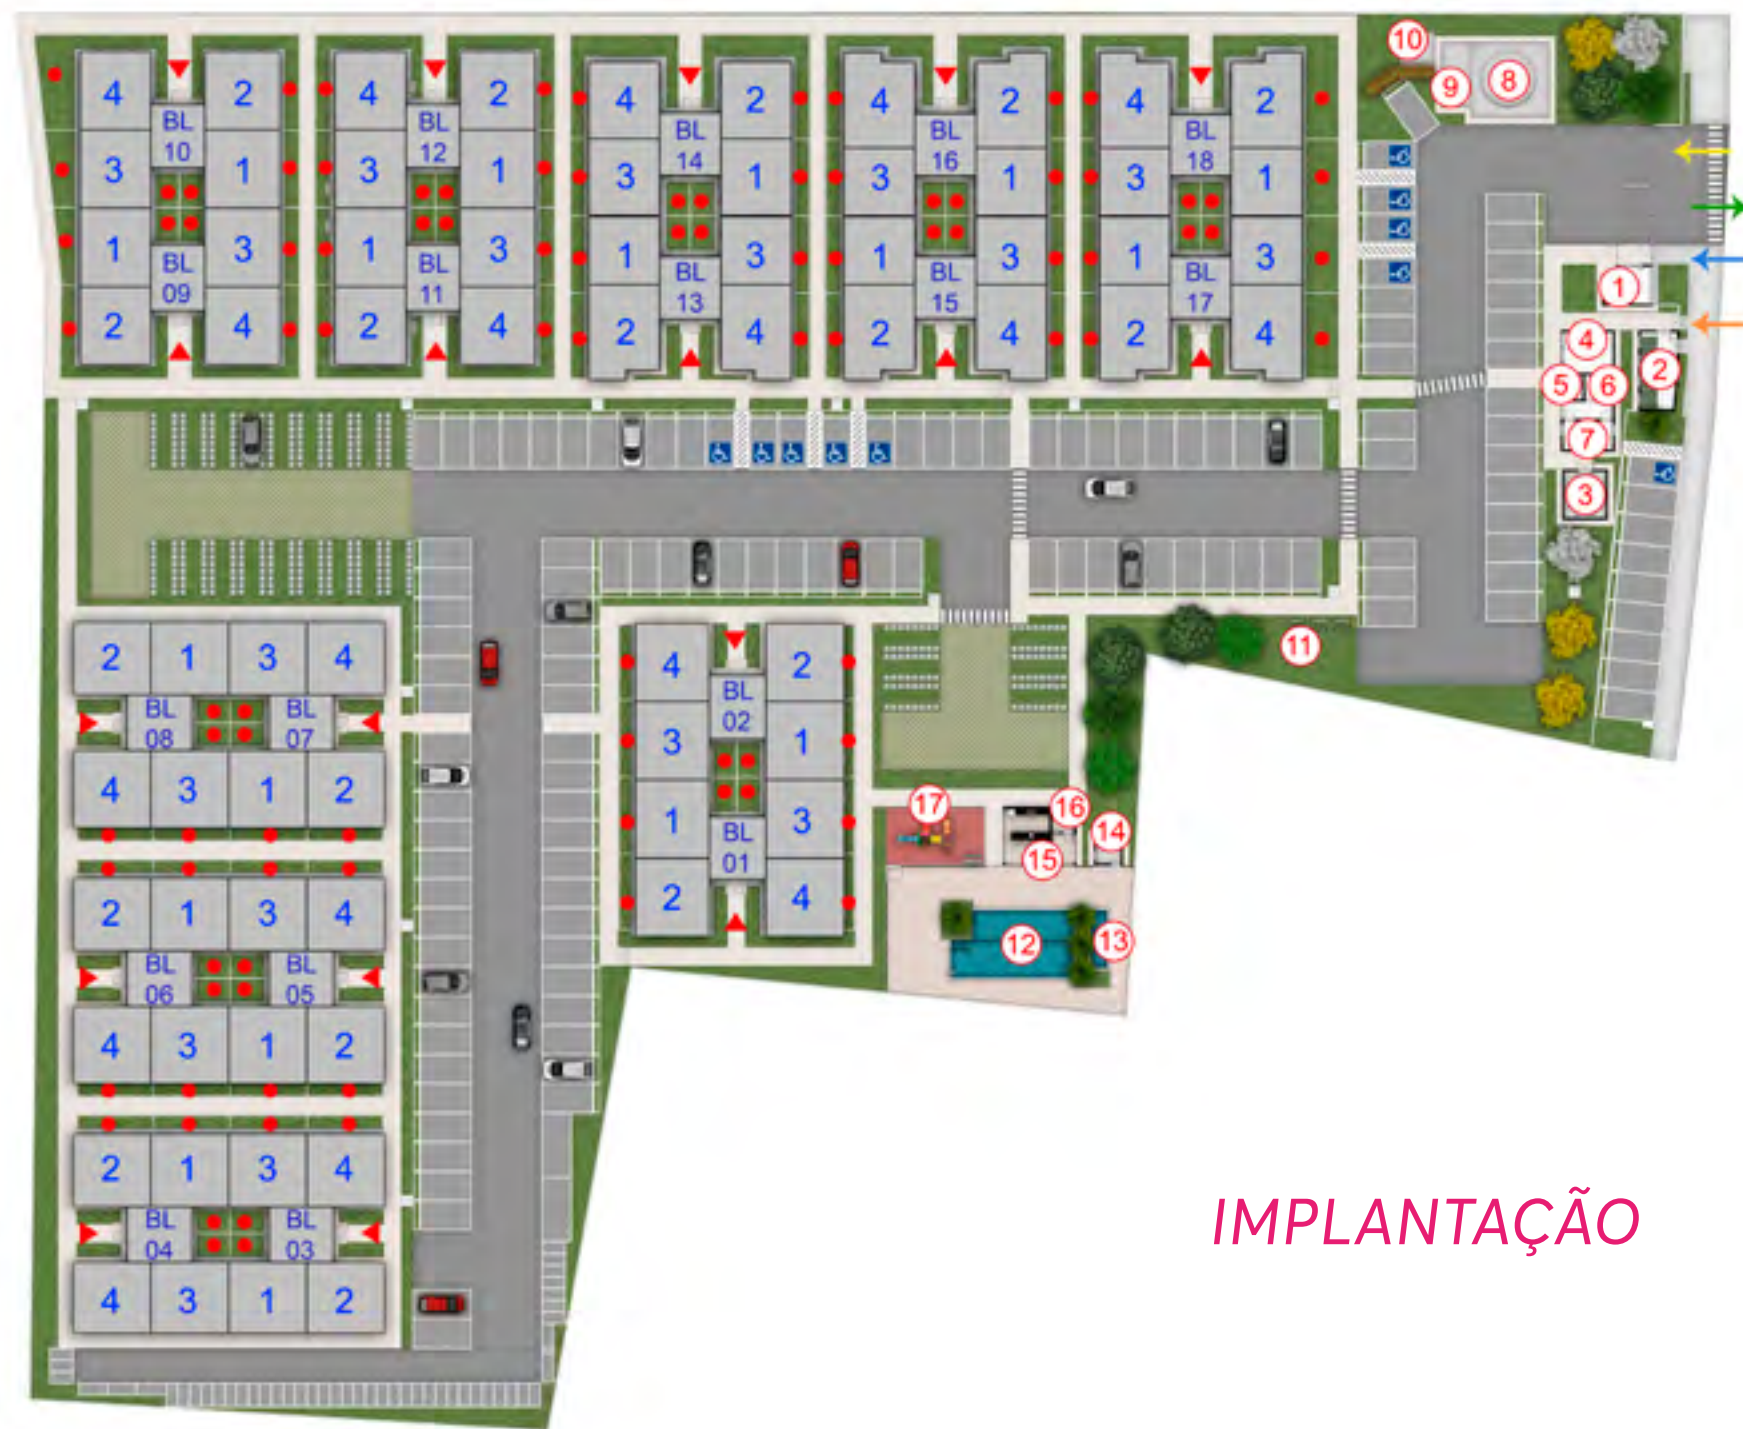 4 2 4 2 4 2 4 2 4 2
BL 10 BL 12 BL 14 BL 16 BL 18
3 1 3 1 3 1 3 1 3 1
1 3 1 3 1 3 1 3 1 3
BL 09 BL 11 BL 13 BL 15 BL 17
2 4 2 4 2 4 2 4 2 4
10
9
8
1
4
2
5
6
7
3
11
2 1 3 4
BL 08 BL 07
4 3 1 2
2 1 3 4
BL 06 BL 05
4 3 1 2
2 1 3 4
BL 04 BL 03
4 3 1 2
4 2
BL 02
3 1
1 3
BL 01
2 4
17
16
14
15
12
13
IMPLANTAÇÃO